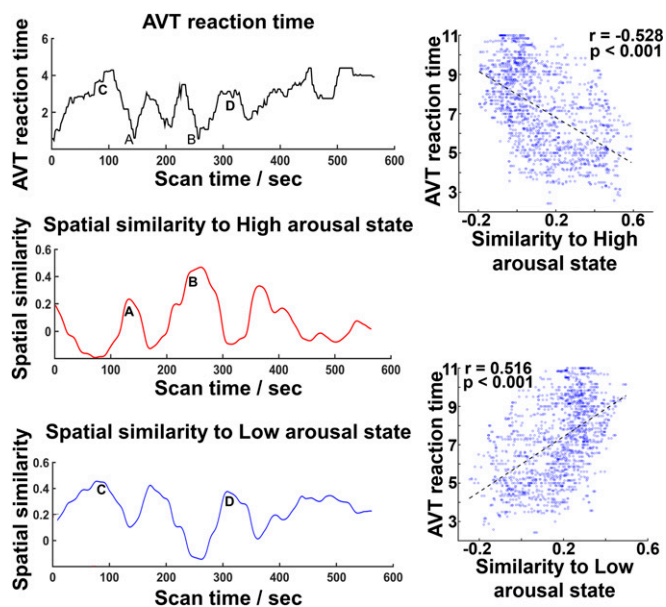 AVT reaction time
AVT reaction time
6
4
2
C
A
B
D
0 100 200 300 400 500 600
Scan time / sec
Spatial similarity to High arousal state
Spatial similarity
0.6
0.4
0.2
0
A
B
0 100 200 300 400 500 600
Scan time / sec
Spatial similarity to Low arousal state
Spatial similarity
0.6
0.4
0.2
0
C
D
0 100 200 300 400 500 600
Scan time / sec
AVT reaction time
11
9
7
5
3
r = -0.528
p < 0.001
-0.2 0.2 0.6
Similarity to High
arousal state
AVT reaction time
11
9
7
5
3
r = 0.516
p < 0.001
-0.2 0.2 0.6
Similarity to Low
arousal state